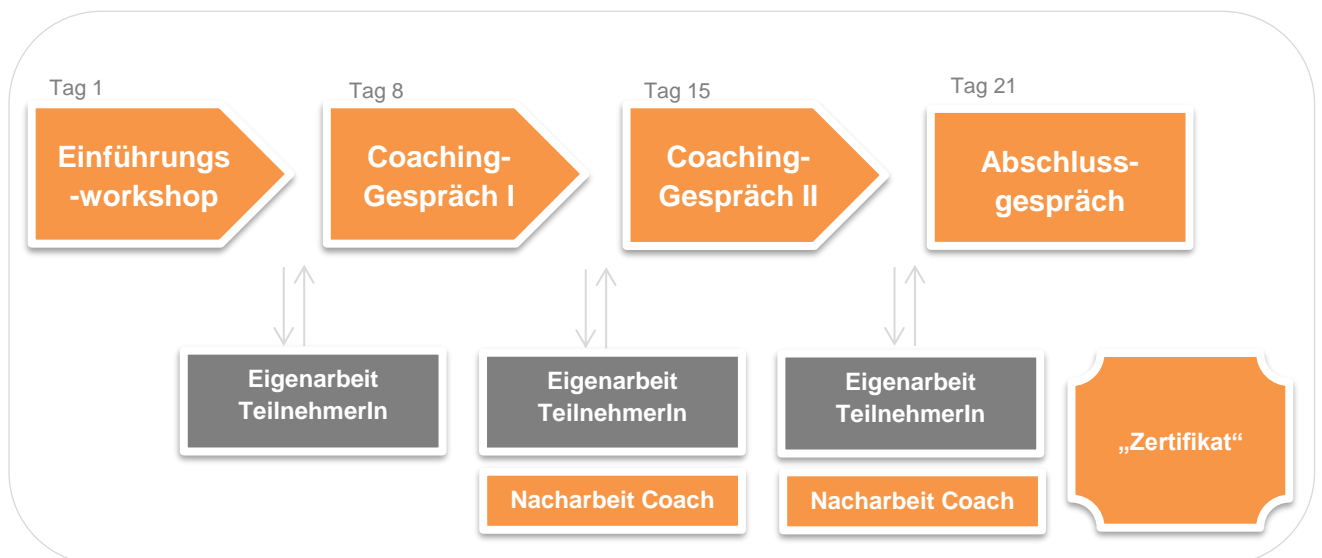 Tag 1
Tag 8
Tag 15
Tag 21
Einführungs
-workshop
Coaching-
Gespräch I
Coaching-
Gespräch II
Abschluss-
gespräch
Eigenarbeit
TeilnehmerIn
Eigenarbeit
TeilnehmerIn
Eigenarbeit
TeilnehmerIn
„Zertifikat“
Nacharbeit Coach
Nacharbeit Coach